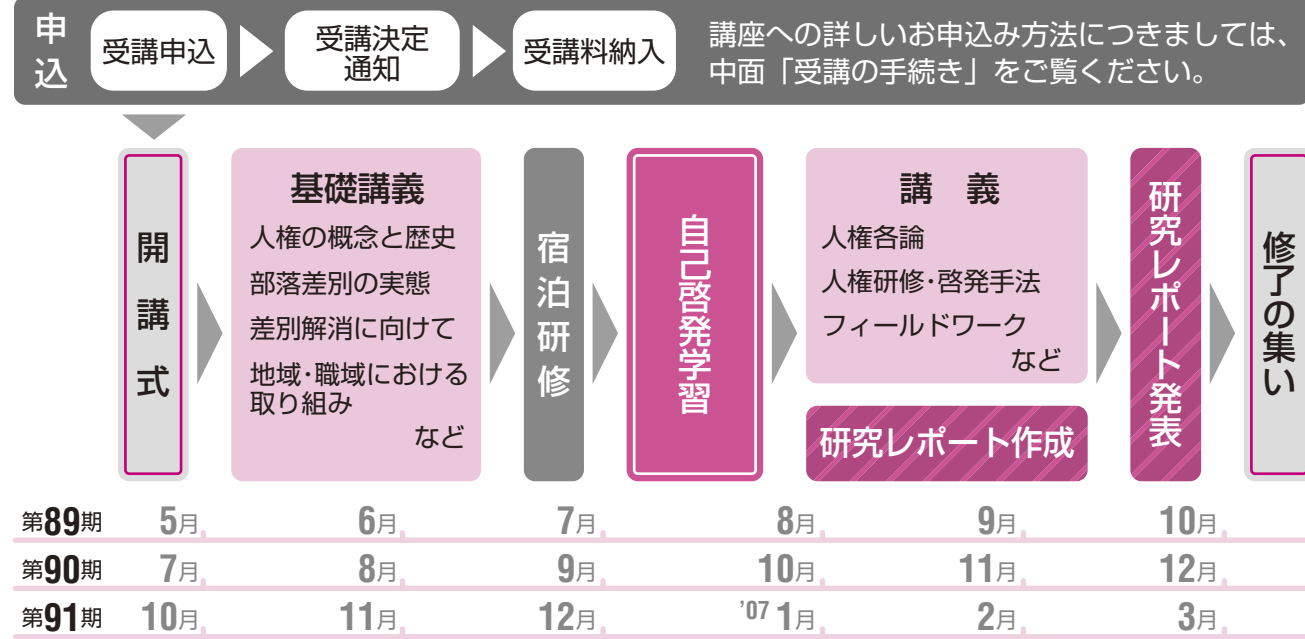 申込
受講申込
受講決定
通知
受講料納入
講座への詳しいお申込み方法につきましては、
中面「受講の手続き」をご覧ください。
開講式
基礎講義
人権の概念と歴史
部落差別の実態
差別解消に向けて
地域・職域における
取り組み
など
宿泊研修
自己啓発学習
講　義
人権各論
人権研修・啓発手法
フィールドワーク
など
研究レポート作成
研究レポート発表
修了の集い
第89期 5月 6月 7月 8月 9月 10月
第90期 7月 8月 9月 10月 11月 12月
第91期 10月 11月 12月 '07 1月 2月 3月